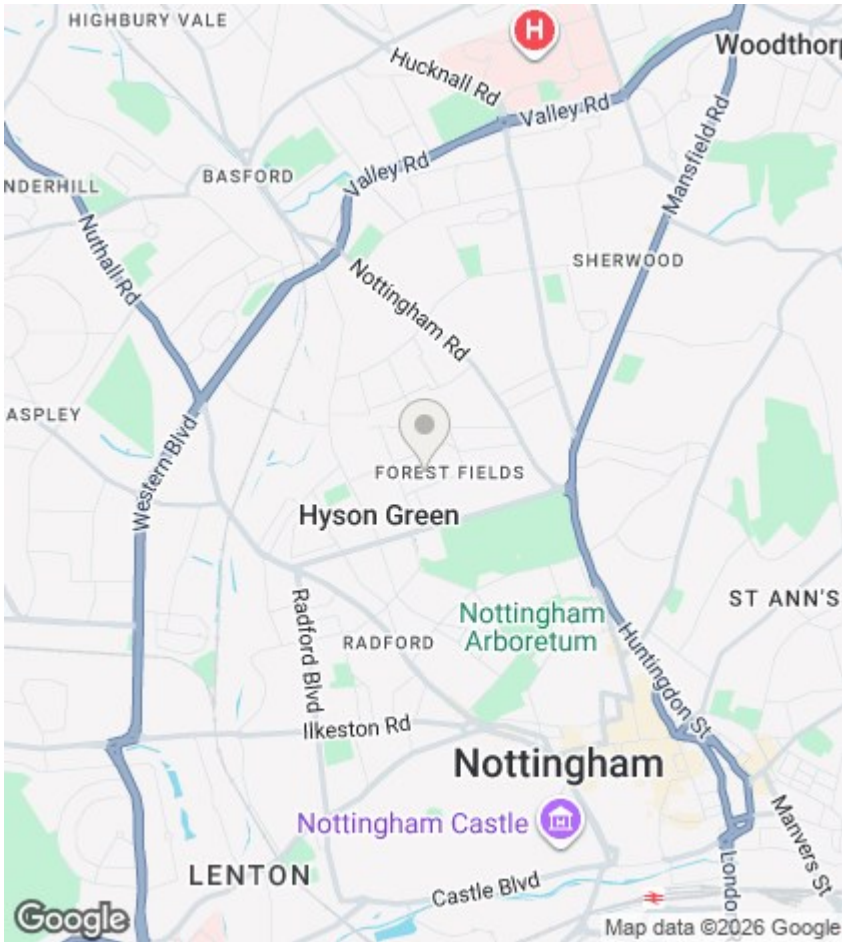 HIGHBURY VALE
H
Woodthorp
Hucknall Rd
Valley Rd
Mansfield Rd
NDERHILL
BASFORD
Valley Rd
Nuthall Rd
SHERWOOD
Nottingham Rd
ASPLEY
Western Blvd
FOREST FIELDS
Hyson Green
ST ANN'S
Nottingham
Arboretum
Radford Blvd
RADFORD
Huntingdon St
Ilkeston Rd
Nottingham
Nottingham Castle
Manvers St
LENTON
Castle Blvd
London
Google
Map data ©2026 Google